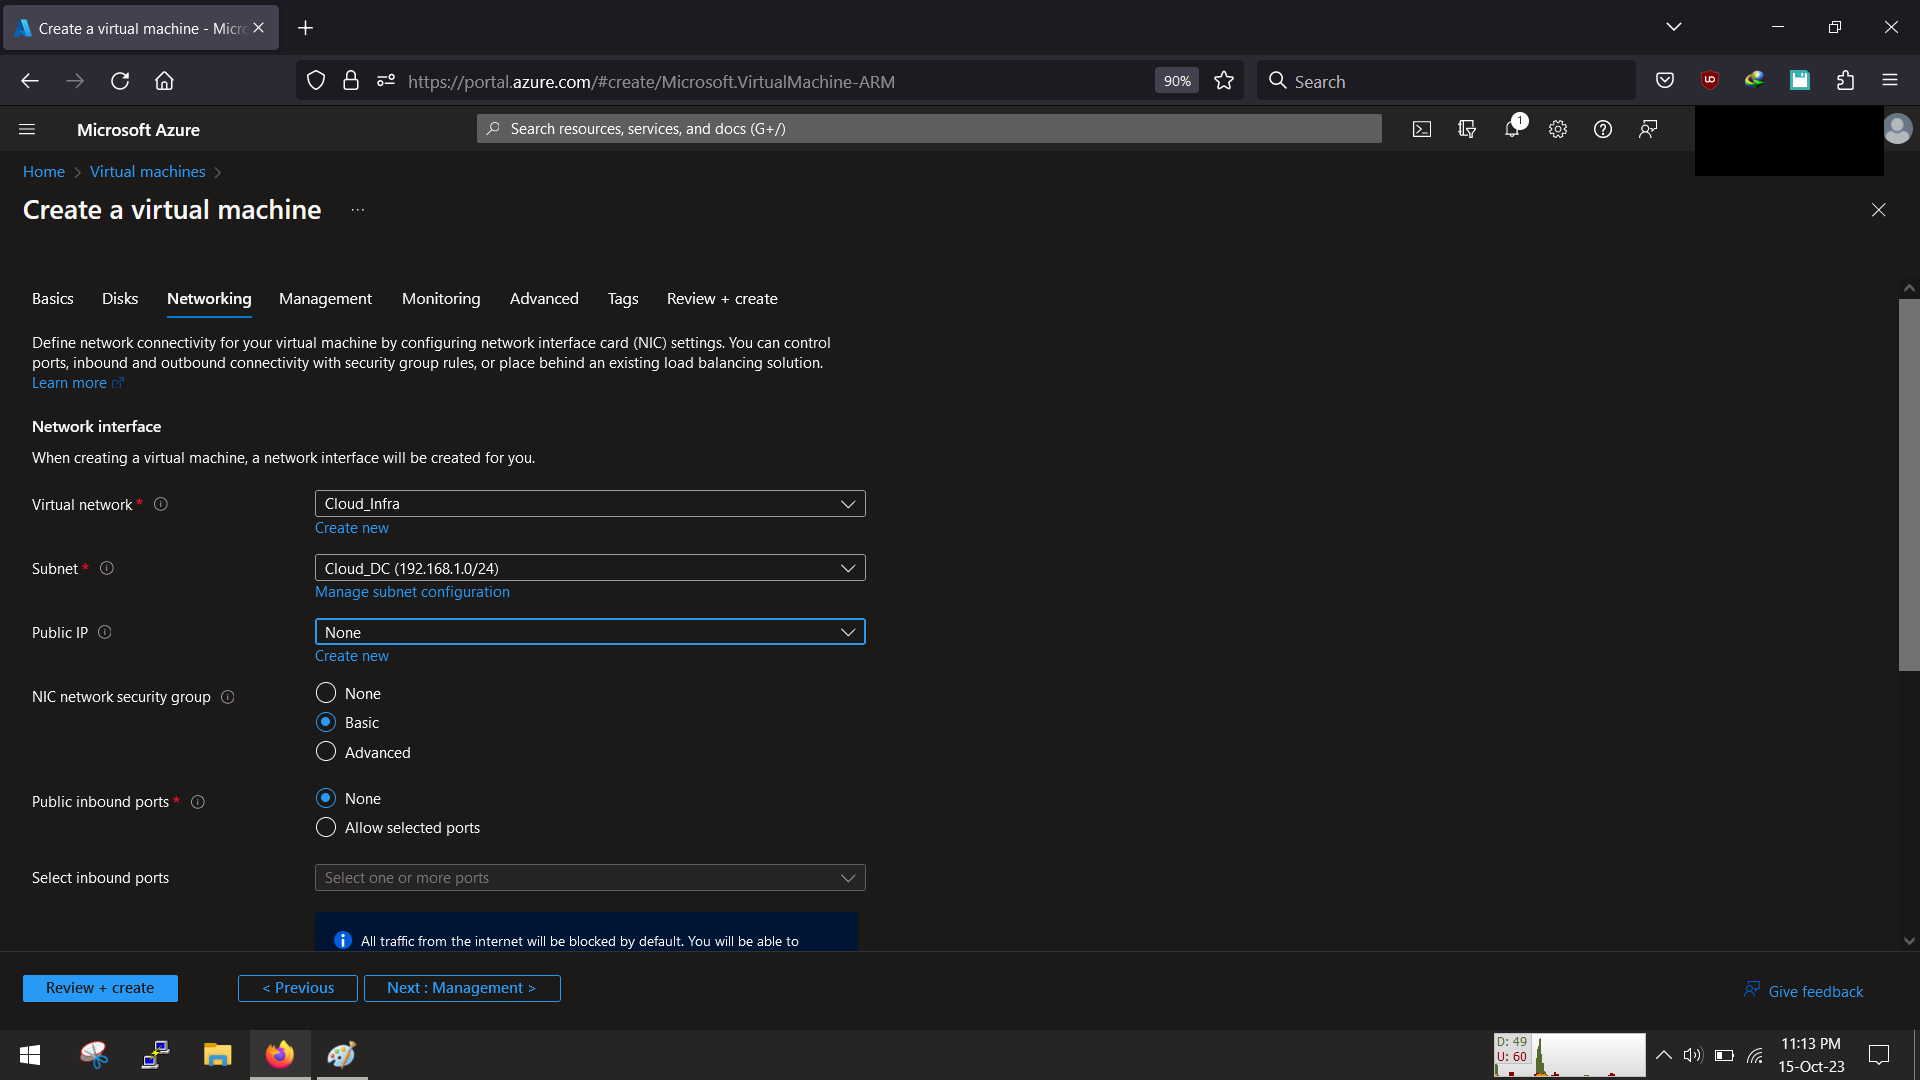 Create a virtual machine - Micro
https://portal.azure.com/#create/Microsoft.VirtualMachine-ARM
90%
Search
Microsoft Azure
Search resources, services, and docs (G+/)
1
Home > Virtual machines >
Create a virtual machine ...
Basics Disks Networking Management Monitoring Advanced Tags Review + create
Define network connectivity for your virtual machine by configuring network interface card (NIC) settings. You can control
ports, inbound and outbound connectivity with security group rules, or place behind an existing load balancing solution.
Learn more
Network interface
When creating a virtual machine, a network interface will be created for you.
Virtual network *
Cloud_Infra
Create new
Subnet *
Cloud_DC (192.168.1.0/24)
Manage subnet configuration
Public IP
None
Create new
NIC network security group
None
Basic
Advanced
Public inbound ports *
None
Allow selected ports
Select inbound ports
Select one or more ports
All traffic from the internet will be blocked by default. You will be able to
Review + create
< Previous
Next : Management >
Give feedback
D: 49
U: 60
11:13 PM
15-Oct-23